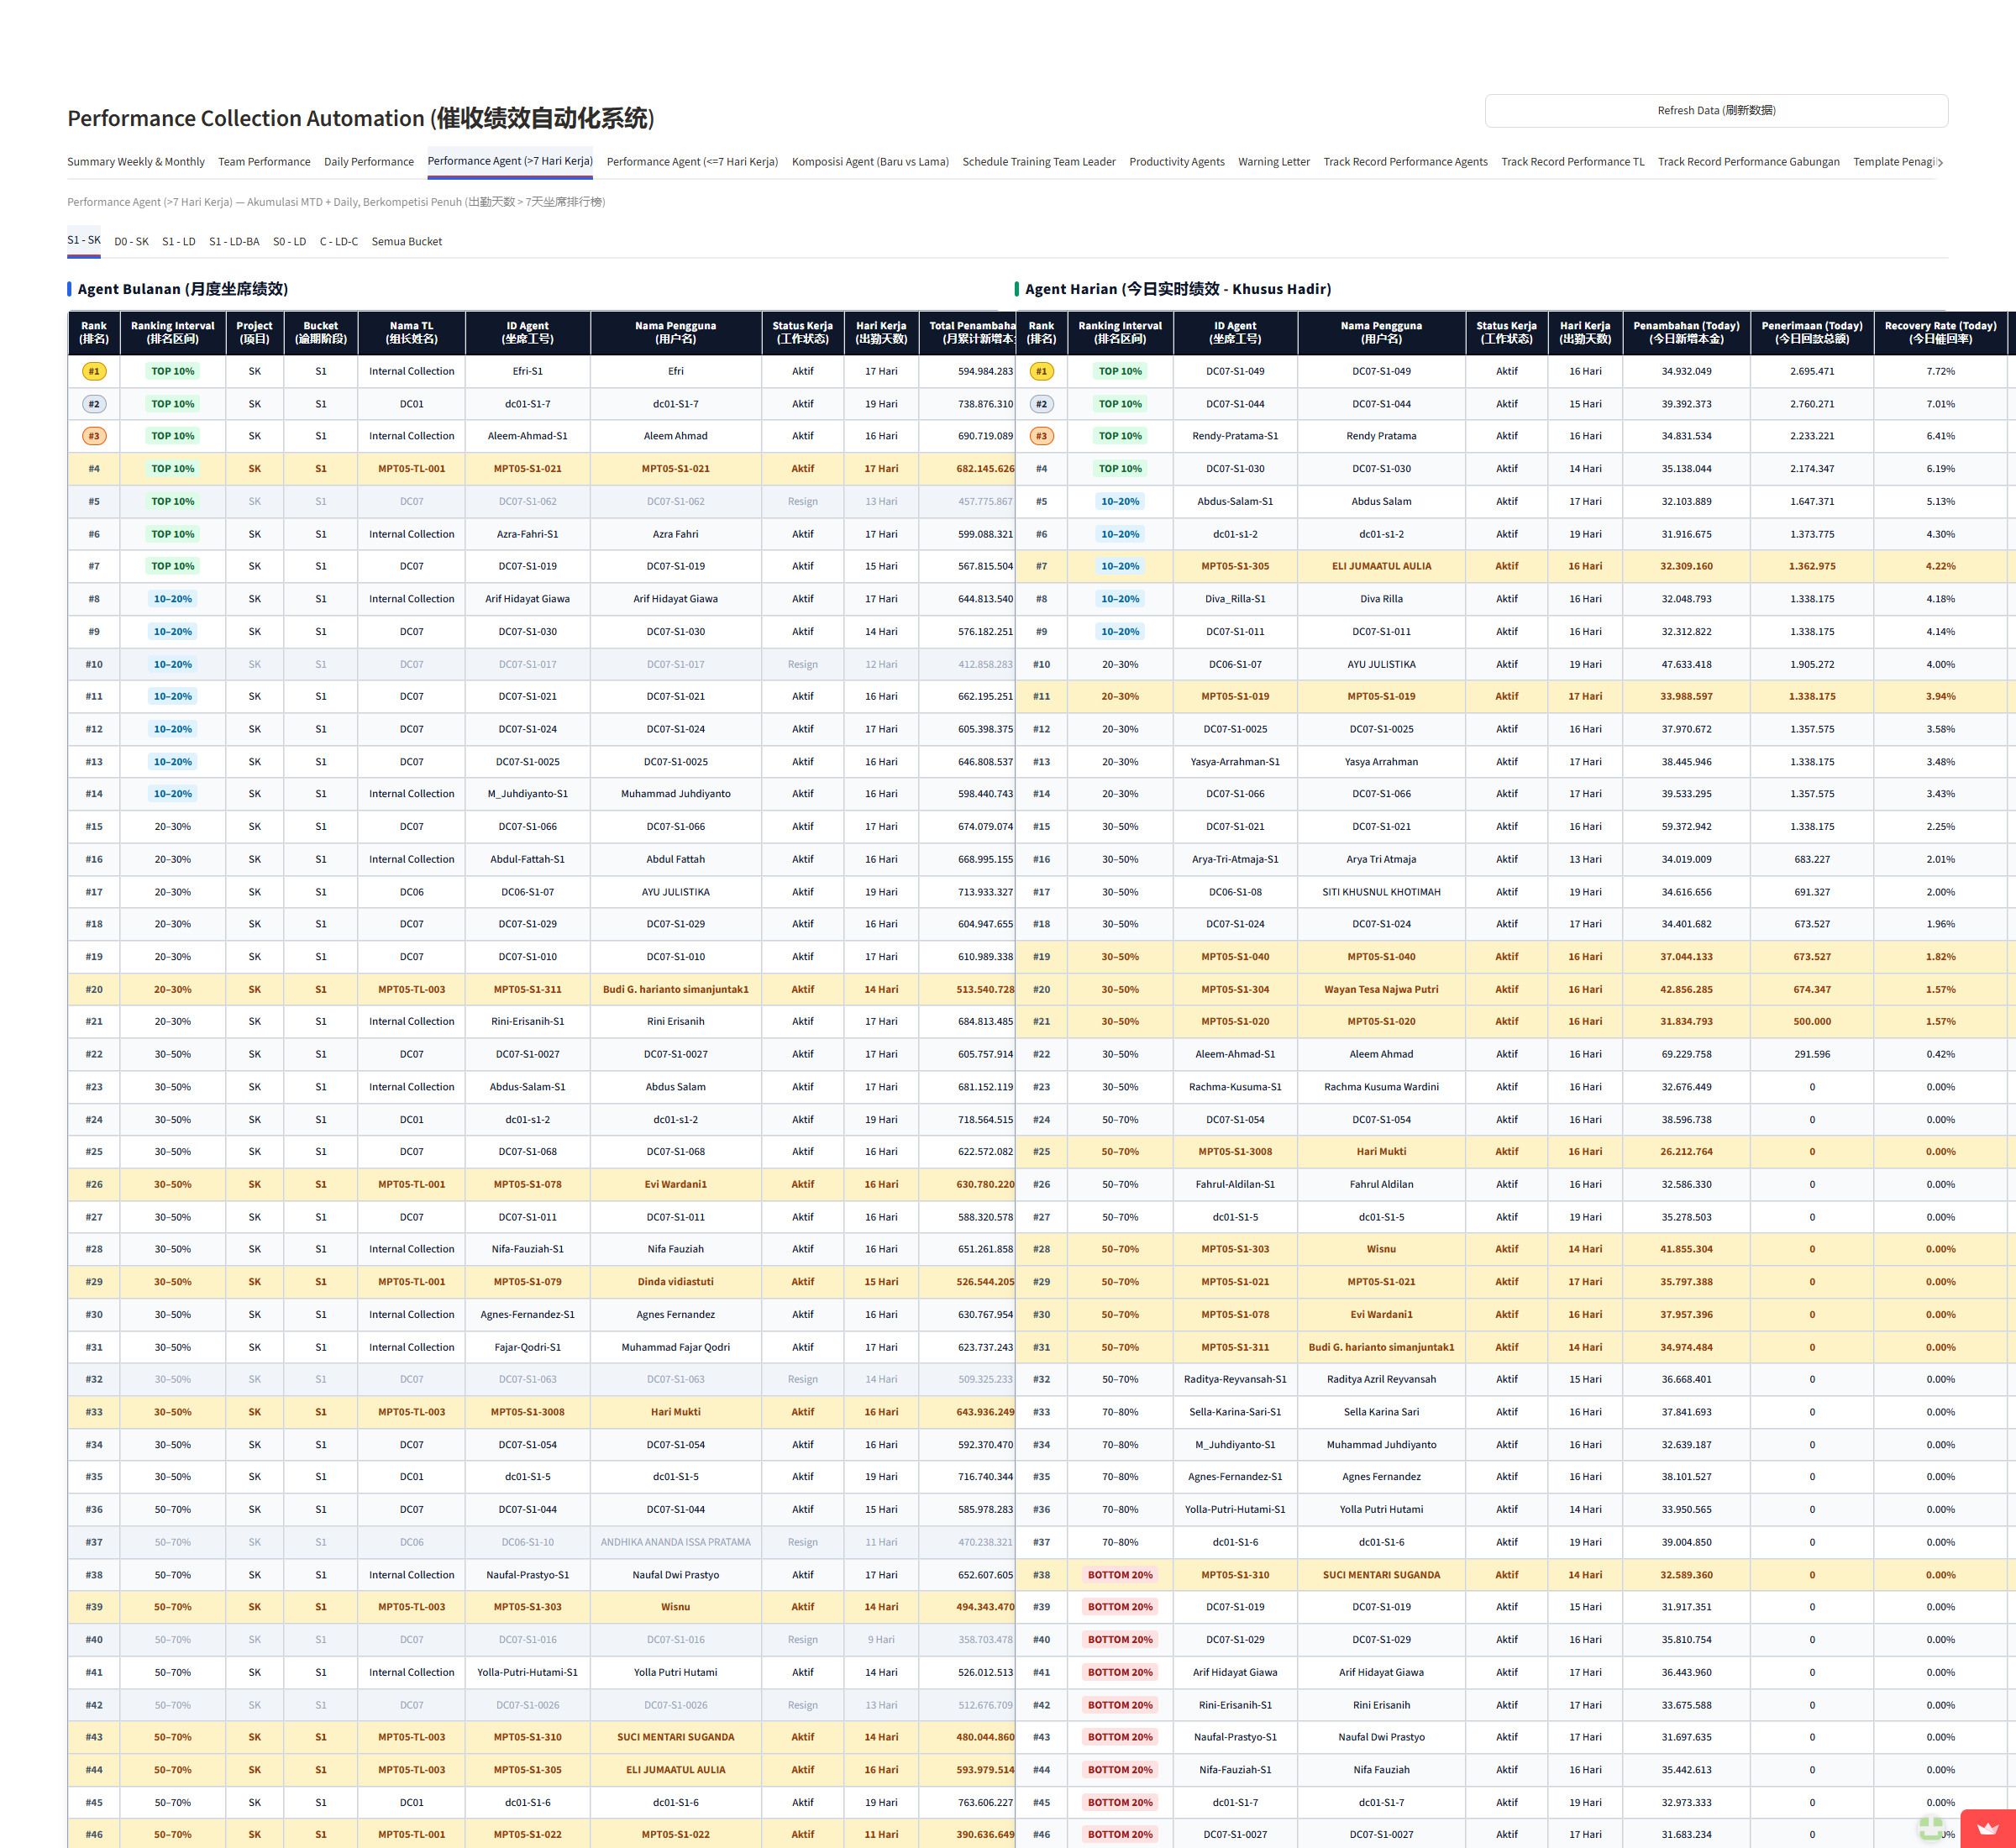 Performance Collection Automation (催收绩效自动化系统)
Refresh Data (刷新数据)
Summary Weekly & Monthly Team Performance Daily Performance Performance Agent (>7 Hari Kerja) Performance Agent (<=7 Hari Kerja) Komposisi Agent (Baru vs Lama) Schedule Training Team Leader Productivity Agents Warning Letter Track Record Performance Agents Track Record Performance TL Track Record Performance Gabungan Template
Performance Agent (>7 Hari Kerja) — Akumulasi MTD + Daily, Berkompetisi Penuh (出勤天数 > 7天坐席排行榜)
S1 - SK D0 - SK S1 - LD S1 - LD-BA S0 - LD C - LD-C Semua Bucket
Agent Bulanan (月度坐席绩效)
Rank Ranking Interval Project Bucket Nama TL ID Agent Nama Pengguna Status Kerja Hari Kerja Total
(排名) (排名区间) (项目) (逾期阶段) (组长姓名) (坐席工号) (用户名) (工作状态) (出勤天数) (月累计新增本
#1 TOP 10% SK S1 Internal Collection Efri-S1 Efri Aktif 17 Hari 594.984.283
#2 TOP 10% SK S1 DC01 dc01-S1-7 dc01-S1-7 Aktif 19 Hari 738.876.310
#3 TOP 10% SK S1 Internal Collection Aleem-Ahmad-S1 Aleem Ahmad Aktif 16 Hari 690.719.089
#4 TOP 10% SK S1 MPT05-TL-001 MPT05-S1-021 MPT05-S1-021 Aktif 17 Hari 682.145.626
#5 TOP 10% SK S1 DC07 DC07-S1-062 DC07-S1-062 Resign 13 Hari 457.775.867
#6 TOP 10% SK S1 Internal Collection Azra-Fahri-S1 Azra Fahri Aktif 17 Hari 599.088.321
#7 TOP 10% SK S1 DC07 DC07-S1-019 DC07-S1-019 Aktif 15 Hari 567.815.504
#8 10–20% SK S1 Internal Collection Arif Hidayat Giawa Arif Hidayat Giawa Aktif 17 Hari 644.813.540
#9 10–20% SK S1 DC07 DC07-S1-030 DC07-S1-030 Aktif 14 Hari 576.182.251
#10 10–20% SK S1 DC07 DC07-S1-017 DC07-S1-017 Resign 12 Hari 412.858.283
#11 10–20% SK S1 DC07 DC07-S1-021 DC07-S1-021 Aktif 16 Hari 662.195.251
#12 10–20% SK S1 DC07 DC07-S1-024 DC07-S1-024 Aktif 17 Hari 605.398.375
#13 10–20% SK S1 DC07 DC07-S1-0025 DC07-S1-0025 Aktif 16 Hari 646.808.537
#14 10–20% SK S1 Internal Collection M_Juhdiyanto-S1 Muhammad Juhdiyanto Aktif 16 Hari 598.440.743
#15 20–30% SK S1 DC07 DC07-S1-066 DC07-S1-066 Aktif 17 Hari 674.079.074
#16 20–30% SK S1 Internal Collection Abdul-Fattah-S1 Abdul Fattah Aktif 16 Hari 668.995.155
#17 20–30% SK S1 DC06 DC06-S1-07 AYU JULISTIKA Aktif 19 Hari 713.933.327
#18 20–30% SK S1 DC07 DC07-S1-029 DC07-S1-029 Aktif 16 Hari 604.947.655
#19 20–30% SK S1 DC07 DC07-S1-010 DC07-S1-010 Aktif 17 Hari 610.989.338
#20 20–30% SK S1 MPT05-TL-003 MPT05-S1-311 Budi G. harianto simanjuntak1 Aktif 14 Hari 513.540.728
#21 20–30% SK S1 Internal Collection Rini-Erisanih-S1 Rini Erisanih Aktif 17 Hari 684.813.485
#22 30–50% SK S1 DC07 DC07-S1-0027 DC07-S1-0027 Aktif 17 Hari 605.757.914
#23 30–50% SK S1 Internal Collection Abdus-Salam-S1 Abdus Salam Aktif 17 Hari 681.152.119
#24 30–50% SK S1 DC01 dc01-s1-2 dc01-s1-2 Aktif 19 Hari 718.564.515
#25 30–50% SK S1 DC07 DC07-S1-068 DC07-S1-068 Aktif 17 Hari 622.572.082
#26 30–50% SK S1 MPT05-TL-001 MPT05-S1-078 Evi Wardani1 Aktif 16 Hari 630.780.220
#27 30–50% SK S1 DC07 DC07-S1-011 DC07-S1-011 Aktif 16 Hari 588.320.578
#28 30–50% SK S1 Internal Collection Nifa-Fauziah-S1 Nifa Fauziah Aktif 16 Hari 651.261.858
#29 30–50% SK S1 MPT05-TL-001 MPT05-S1-079 Dinda vidiastuti Aktif 15 Hari 526.544.205
#30 30–50% SK S1 Internal Collection Agnes-Fernandez-S1 Agnes Fernandez Aktif 16 Hari 630.767.954
#31 30–50% SK S1 Internal Collection Fajar-Qodri-S1 Muhammad Fajar Qodri Aktif 17 Hari 623.737.243
#32 30–50% SK S1 DC07 DC07-S1-063 DC07-S1-063 Resign 14 Hari 509.325.233
#33 30–50% SK S1 MPT05-TL-003 MPT05-S1-3008 Hari Mukti Aktif 16 Hari 643.936.249
#34 30–50% SK S1 DC07 DC07-S1-054 DC07-S1-054 Aktif 16 Hari 592.370.470
#35 30–50% SK S1 DC01 dc01-S1-5 dc01-S1-5 Aktif 19 Hari 716.740.344
#36 50–70% SK S1 DC07 DC07-S1-044 DC07-S1-044 Aktif 15 Hari 585.978.283
#37 50–70% SK S1 DC06 DC06-S1-10 ANDHIKA ANANDA ISSA PRATAMA Resign 11 Hari 470.238.321
#38 50–70% SK S1 Internal Collection Naufal-Prastyo-S1 Naufal Dwi Prastyo Aktif 17 Hari 652.607.605
#39 50–70% SK S1 MPT05-TL-003 MPT05-S1-303 Wisnu Aktif 14 Hari 494.343.470
#40 50–70% SK S1 DC07 DC07-S1-016 DC07-S1-016 Resign 9 Hari 358.703.478
#41 50–70% SK S1 Internal Collection Yolla-Putri-Hutami-S1 Yolla Putri Hutami Aktif 14 Hari 526.012.513
#42 50–70% SK S1 DC07 DC07-S1-0026 DC07-S1-0026 Resign 13 Hari 512.676.709
#43 50–70% SK S1 MPT05-TL-003 MPT05-S1-310 SUCI MENTARI SUGANDA Aktif 14 Hari 480.044.860
#44 50–70% SK S1 MPT05-TL-003 MPT05-S1-305 ELI JUMAATUL AULIA Aktif 16 Hari 593.979.514
#45 50–70% SK S1 DC01 dc01-S1-6 dc01-S1-6 Aktif 19 Hari 763.606.227
#46 50–70% SK S1 MPT05-TL-001 MPT05-S1-022 MPT05-S1-022 Aktif 11 Hari 390.636.649
Agent Harian (今日实时绩效 - Khusus Hadir)
Rank Ranking Interval ID Agent Nama Pengguna Status Kerja Hari Kerja Penambahan (Today) Penerimaan (Today) Recovery Rate (Today)
(排名) (排名区间) (坐席工号) (用户名) (工作状态) (出勤天数) (今日新增本金) (今日回款总额) (今日催回率)
#1 TOP 10% DC07-S1-049 DC07-S1-049 Aktif 16 Hari 34.932.049 2.695.471 7.72%
#2 TOP 10% DC07-S1-044 DC07-S1-044 Aktif 15 Hari 39.392.373 2.760.271 7.01%
#3 TOP 10% Rendy-Pratama-S1 Rendy Pratama Aktif 16 Hari 34.831.534 2.233.221 6.41%
#4 TOP 10% DC07-S1-030 DC07-S1-030 Aktif 14 Hari 35.138.044 2.174.347 6.19%
#5 10–20% Abdus-Salam-S1 Abdus Salam Aktif 17 Hari 32.103.889 1.647.371 5.13%
#6 10–20% dc01-s1-2 dc01-s1-2 Aktif 19 Hari 31.916.675 1.373.775 4.30%
#7 10–20% MPT05-S1-305 ELI JUMAATUL AULIA Aktif 16 Hari 32.309.160 1.362.975 4.22%
#8 10–20% Diva_Rilla-S1 Diva Rilla Aktif 16 Hari 32.048.793 1.338.175 4.18%
#9 10–20% DC07-S1-011 DC07-S1-011 Aktif 16 Hari 32.312.822 1.338.175 4.14%
#10 20–30% DC06-S1-07 AYU JULISTIKA Aktif 19 Hari 47.633.418 1.905.272 4.00%
#11 20–30% MPT05-S1-019 MPT05-S1-019 Aktif 17 Hari 33.988.597 1.338.175 3.94%
#12 20–30% DC07-S1-0025 DC07-S1-0025 Aktif 16 Hari 37.970.672 1.357.575 3.58%
#13 20–30% Yasya-Arrahman-S1 Yasya Arrahman Aktif 17 Hari 38.445.946 1.338.175 3.48%
#14 20–30% DC07-S1-066 DC07-S1-066 Aktif 17 Hari 39.533.295 1.357.575 3.43%
#15 30–50% DC07-S1-021 DC07-S1-021 Aktif 16 Hari 59.372.942 1.338.175 2.25%
#16 30–50% Arya-Tri-Atmaja-S1 Arya Tri Atmaja Aktif 13 Hari 34.019.009 683.227 2.01%
#17 30–50% DC06-S1-08 SITI KHUSNUL KHOTIMAH Aktif 19 Hari 34.616.656 691.327 2.00%
#18 30–50% DC07-S1-024 DC07-S1-024 Aktif 17 Hari 34.401.682 673.527 1.96%
#19 30–50% MPT05-S1-040 MPT05-S1-040 Aktif 16 Hari 37.044.133 673.527 1.82%
#20 30–50% MPT05-S1-304 Wayan Tesa Najwa Putri Aktif 16 Hari 42.856.285 674.347 1.57%
#21 30–50% MPT05-S1-020 MPT05-S1-020 Aktif 16 Hari 31.834.793 500.000 1.57%
#22 30–50% Aleem-Ahmad-S1 Aleem Ahmad Aktif 16 Hari 69.229.758 291.596 0.42%
#23 30–50% Rachma-Kusuma-S1 Rachma Kusuma Wardini Aktif 16 Hari 32.676.449 0 0.00%
#24 50–70% DC07-S1-054 DC07-S1-054 Aktif 16 Hari 38.596.738 0 0.00%
#25 50–70% MPT05-S1-3008 Hari Mukti Aktif 16 Hari 26.212.764 0 0.00%
#26 50–70% Fahrul-Aldilan-S1 Fahrul Aldilan Aktif 16 Hari 32.586.330 0 0.00%
#27 50–70% dc01-S1-5 dc01-S1-5 Aktif 19 Hari 35.278.503 0 0.00%
#28 50–70% MPT05-S1-303 Wisnu Aktif 14 Hari 41.855.304 0 0.00%
#29 50–70% MPT05-S1-021 MPT05-S1-021 Aktif 17 Hari 35.797.388 0 0.00%
#30 50–70% MPT05-S1-078 Evi Wardani1 Aktif 16 Hari 37.957.396 0 0.00%
#31 50–70% MPT05-S1-311 Budi G. harianto simanjuntak1 Aktif 14 Hari 34.974.484 0 0.00%
#32 50–70% Raditya-Reyvansah-S1 Raditya Azril Reyvansah Aktif 15 Hari 36.668.401 0 0.00%
#33 70–80% Sella-Karina-Sari-S1 Sella Karina Sari Aktif 16 Hari 37.841.693 0 0.00%
#34 70–80% M_Juhdiyanto-S1 Muhammad Juhdiyanto Aktif 16 Hari 32.639.187 0 0.00%
#35 70–80% Agnes-Fernandez-S1 Agnes Fernandez Aktif 16 Hari 38.101.527 0 0.00%
#36 70–80% Yolla-Putri-Hutami-S1 Yolla Putri Hutami Aktif 14 Hari 33.950.565 0 0.00%
#37 70–80% dc01-S1-6 dc01-S1-6 Aktif 19 Hari 39.004.850 0 0.00%
#38 BOTTOM 20% MPT05-S1-310 SUCI MENTARI SUGANDA Aktif 14 Hari 32.589.360 0 0.00%
#39 BOTTOM 20% DC07-S1-019 DC07-S1-019 Aktif 15 Hari 31.917.351 0 0.00%
#40 BOTTOM 20% DC07-S1-029 DC07-S1-029 Aktif 16 Hari 35.810.754 0 0.00%
#41 BOTTOM 20% Arif Hidayat Giawa Arif Hidayat Giawa Aktif 17 Hari 36.443.960 0 0.00%
#42 BOTTOM 20% Rini-Erisanih-S1 Rini Erisanih Aktif 17 Hari 33.675.588 0 0.00%
#43 BOTTOM 20% Naufal-Prastyo-S1 Naufal Dwi Prastyo Aktif 17 Hari 31.697.635 0 0.00%
#44 BOTTOM 20% Nifa-Fauziah-S1 Nifa Fauziah Aktif 16 Hari 35.442.613 0 0.00%
#45 BOTTOM 20% dc01-S1-7 dc01-S1-7 Aktif 19 Hari 32.973.333 0 0.00%
#46 BOTTOM 20% DC07-S1-0027 DC07-S1-0027 Aktif 17 Hari 31.683.234 0